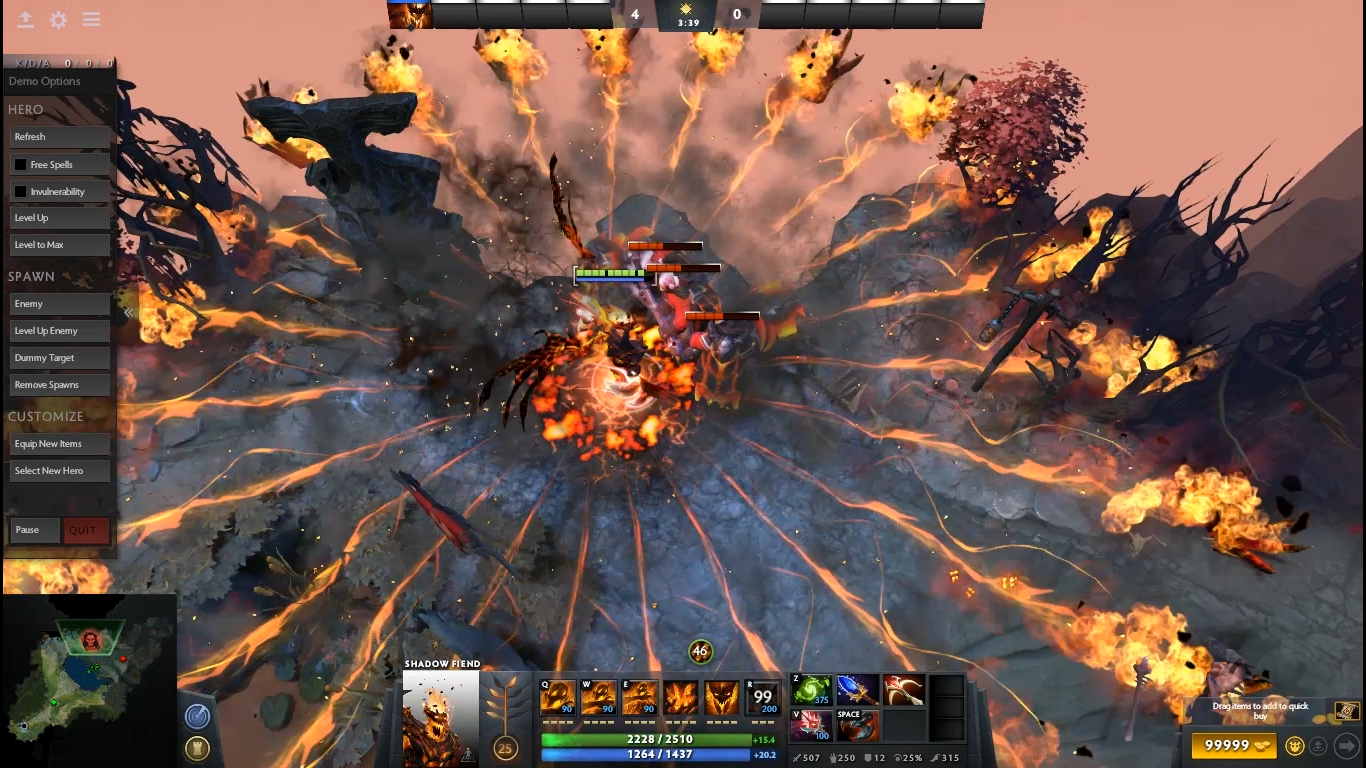 4
3:39
0
K/D/A 0 / 0 / 0
Demo Options
HERO
Refresh
Free Spells
Invulnerability
Level Up
Level to Max
SPAWN
Enemy
Level Up Enemy
Dummy Target
Remove Spawns
CUSTOMIZE
Equip New Items
Select New Hero
Pause
QUIT
46
SHADOW FIEND
25
Q
90
W
90
E
90
R
99
200
2228 / 2510
+15.4
1264 / 1437
+20.2
Z
375
V
100
SPACE
507
250
12
25%
315
Drag items to add to quick
buy
99999